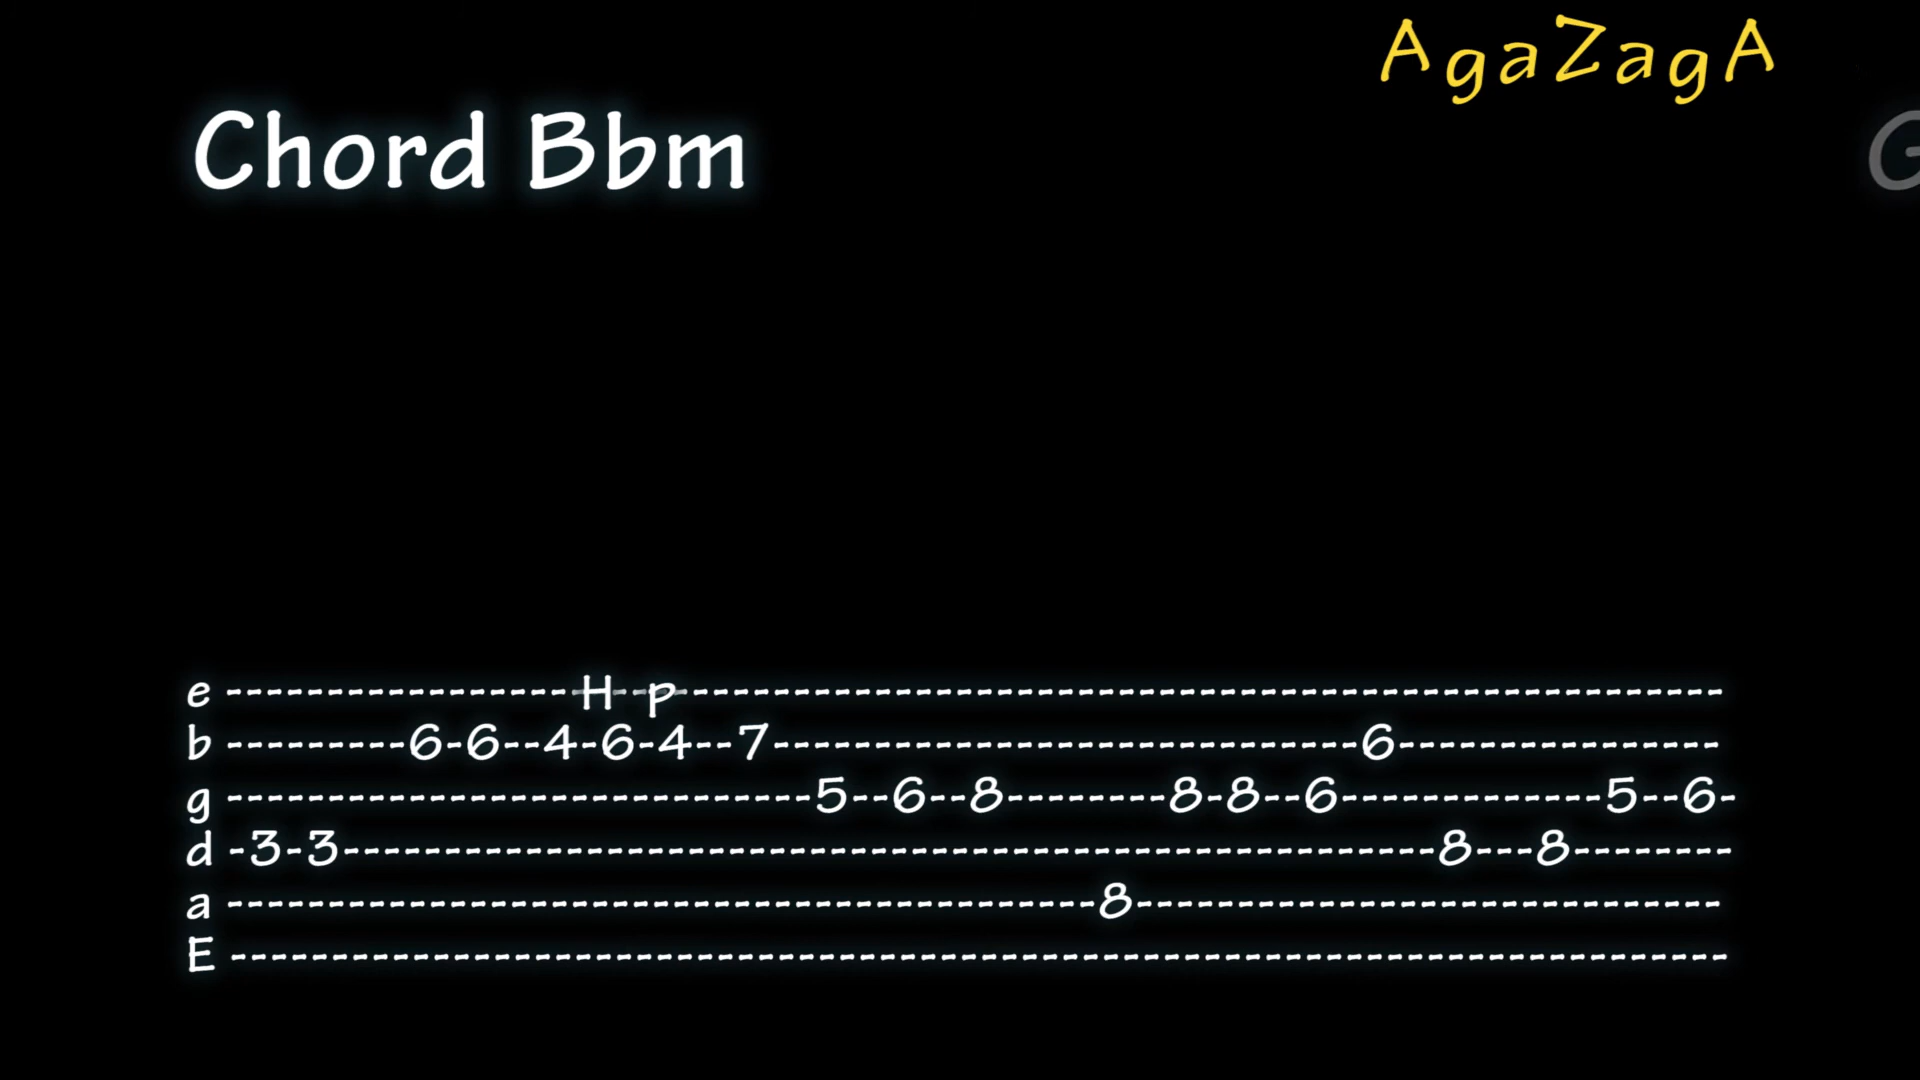 AgaZagA
Chord Bbm
G
e -----------------H--p----------------------------------------------------
b ---------6-6--4-6-4--7-----------------------------6----------------
g -----------------------------5--6--8--------8-8--6-------------5--6-
d -3-3------------------------------------------------------8---8--------
a -------------------------------------------8-----------------------------
E --------------------------------------------------------------------------